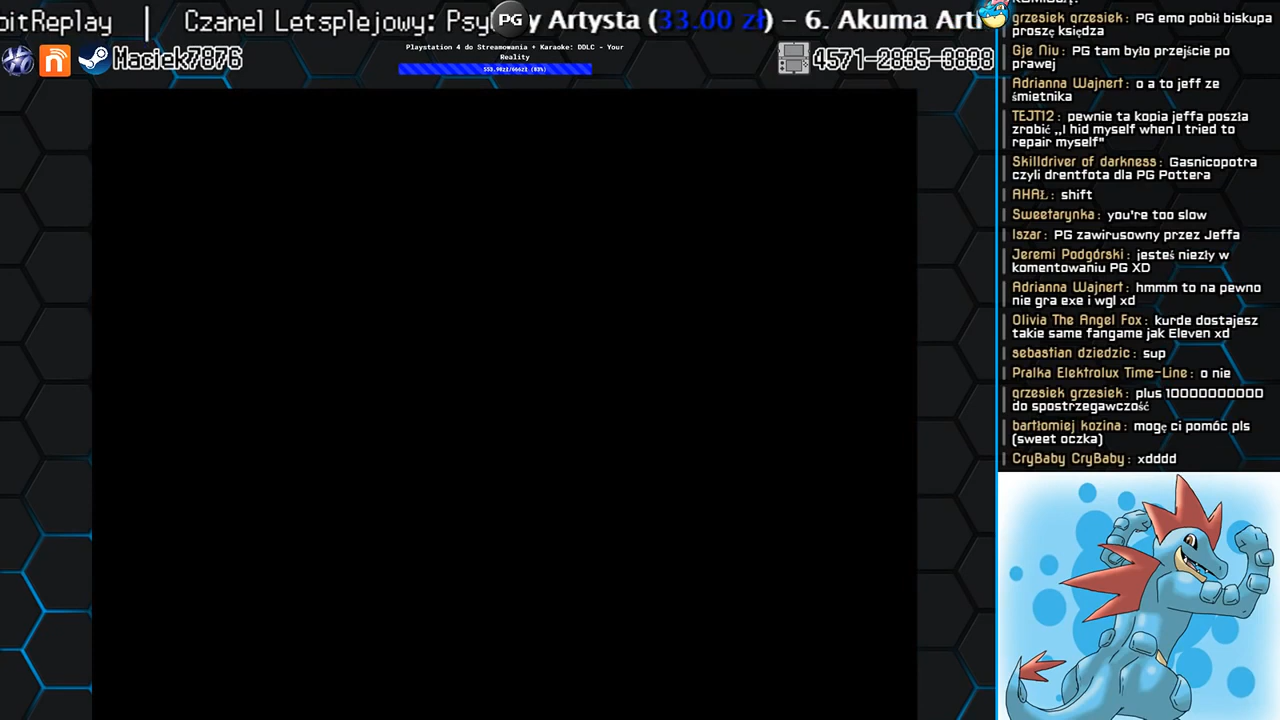 oitReplay | Czanel Letsplejowy: Psy
PG
y Artysta (33.00 zł) – 6. Akuma Arti
Maciek7876
Playstation 4 do Streamowania + Karaoke: DDLC - Your
Reality
4571-2835-3838
grzesiek grzesiek: PG emo pobił biskupa
proszę księdza
Gje Niu: PG tam było przejście po
prawej
Adrianna Wajnert: o a to jeff ze
śmietnika
TEJT12: pewnie ta kopia jeffa poszła
zrobić ,,I hid myself when I tried to
repair myself"
Skilldriver of darkness: Gasnicopotra
czyli drentfota dla PG Pottera
AHAŁ: shift
Sweetarynka: you're too slow
Iszar: PG zawirusowny przez Jeffa
Jeremi Podgórski: jesteś niezły w
komentowaniu PG XD
Adrianna Wajnert: hmmm to na pewno
nie gra exe i wgl xd
Olivia The Angel Fox: kurde dostajesz
takie same fangame jak Eleven xd
sebastian dziedzic: sup
Pralka Elektrolux Time-Line: o nie
grzesiek grzesiek: plus 10000000000
do spostrzegawczość
bartłomiej kozina: mogę ci pomóc pls
(sweet oczka)
CryBaby CryBaby: xdddd